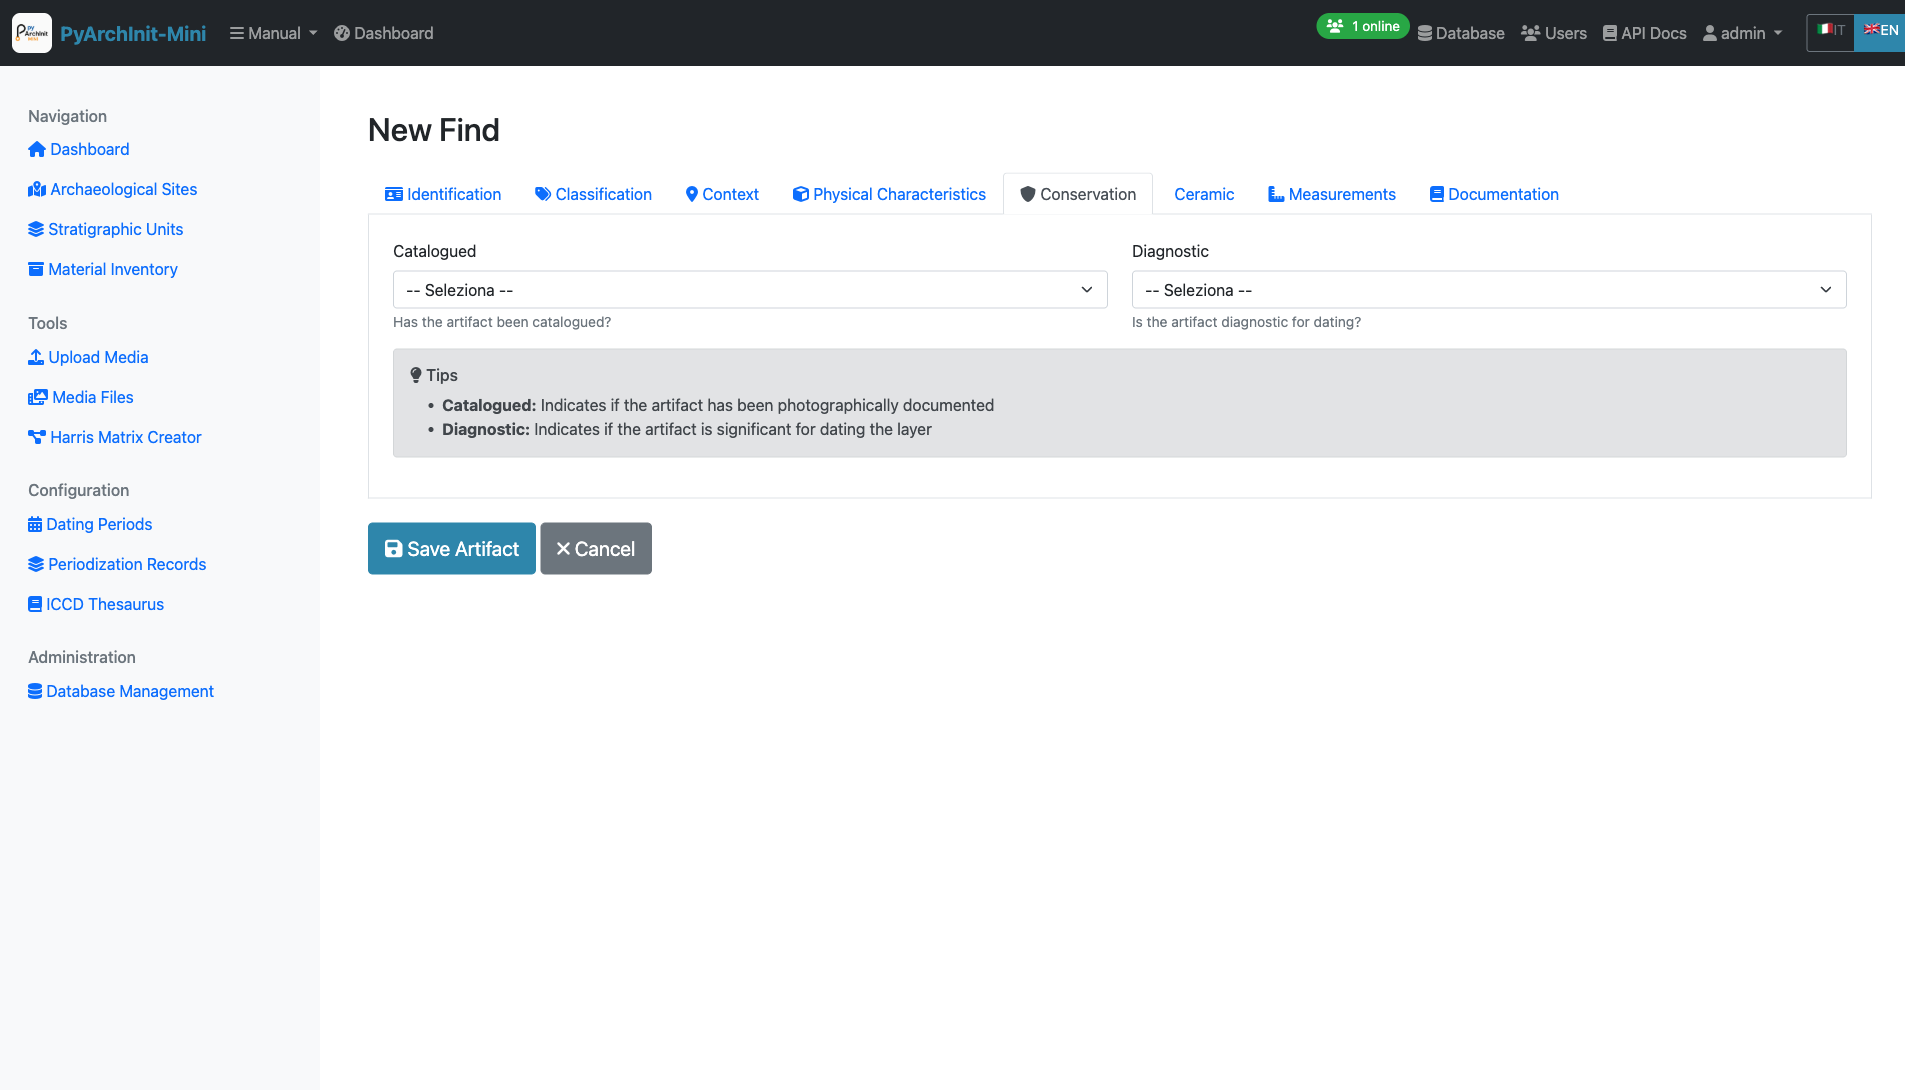 PyArchInit-Mini
Manual
Dashboard
1 online
Database
Users
API Docs
admin
IT
EN
Navigation
Dashboard
Archaeological Sites
Stratigraphic Units
Material Inventory
Tools
Upload Media
Media Files
Harris Matrix Creator
Configuration
Dating Periods
Periodization Records
ICCD Thesaurus
Administration
Database Management
New Find
Identification
Classification
Context
Physical Characteristics
Conservation
Ceramic
Measurements
Documentation
Catalogued
-- Seleziona --
Has the artifact been catalogued?
Diagnostic
-- Seleziona --
Is the artifact diagnostic for dating?
Tips
• Catalogued: Indicates if the artifact has been photographically documented
• Diagnostic: Indicates if the artifact is significant for dating the layer
Save Artifact
Cancel